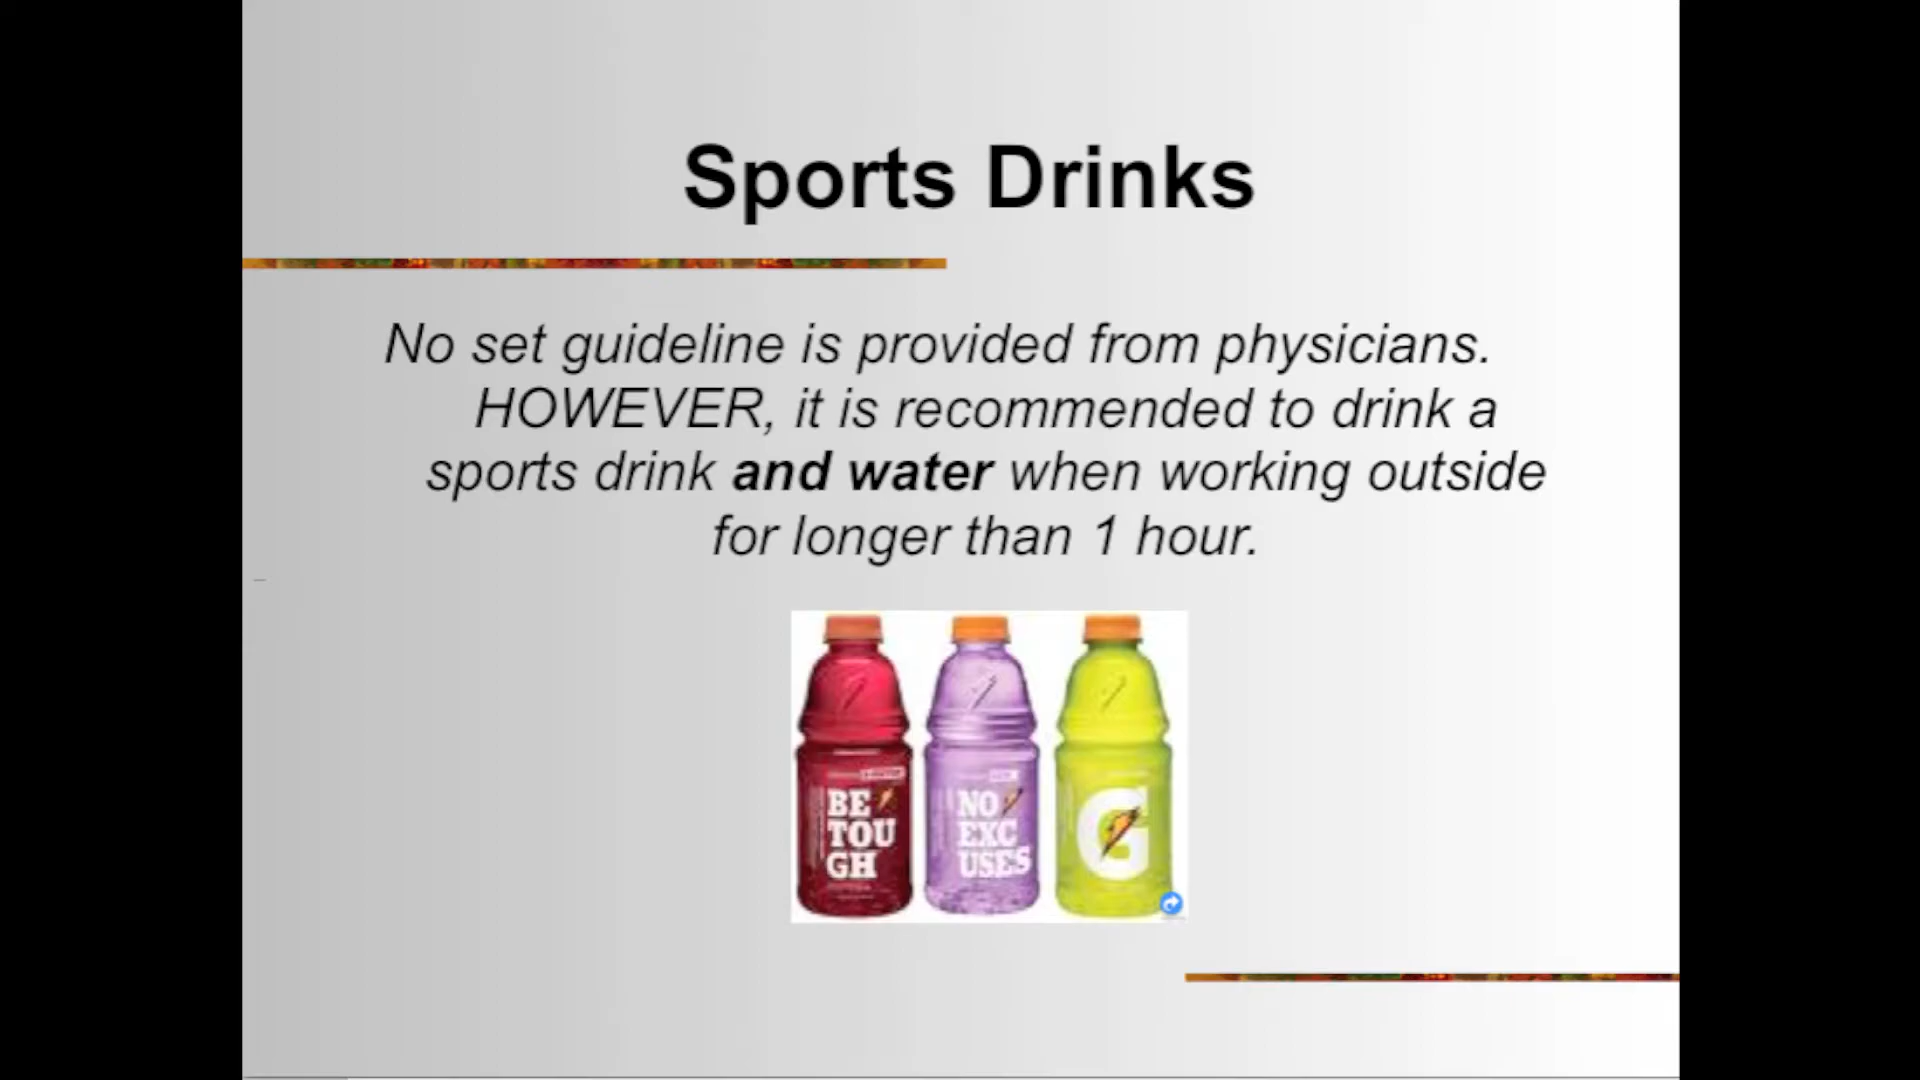 Sports Drinks
No set guideline is provided from physicians.
HOWEVER, it is recommended to drink a
sports drink and water when working outside
for longer than 1 hour.
BE
TOU
GH
NO
EXC
USES
G